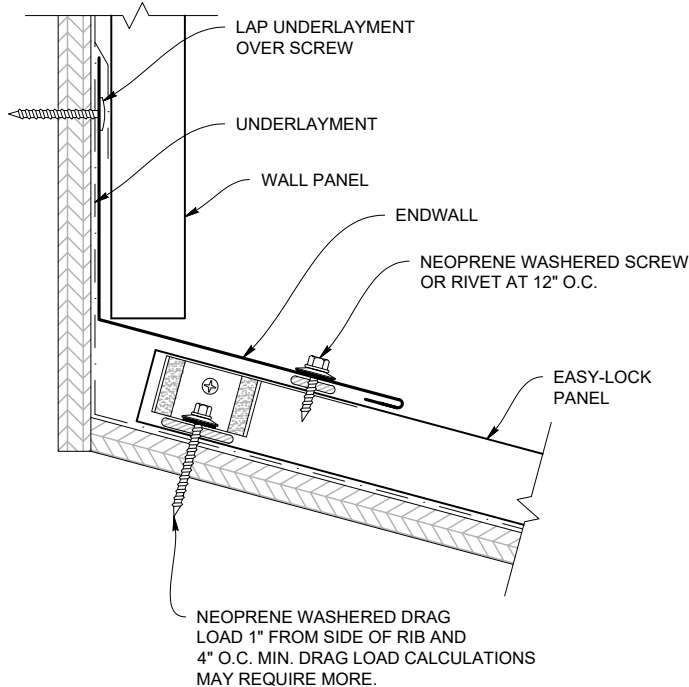 LAP UNDERLAYMENT
OVER SCREW
UNDERLAYMENT
WALL PANEL
ENDWALL
NEOPRENE WASHERED SCREW
OR RIVET AT 12" O.C.
EASY-LOCK
PANEL
NEOPRENE WASHERED DRAG
LOAD 1" FROM SIDE OF RIB AND
4" O.C. MIN. DRAG LOAD CALCULATIONS
MAY REQUIRE MORE.